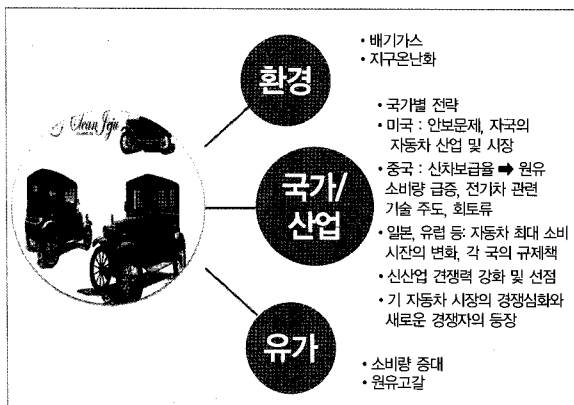 Clean Jeju
환경
• 배기가스
• 지구온난화
국가/
산업
• 국가별 전략
• 미국 : 안보문제, 자국의
자동차 산업 및 시장
• 중국 : 신차보급율 ➡ 원유
소비량 급증, 전기차 관련
기술 주도, 희토류
• 일본, 유럽 등: 자동차 최대 소비
시잔의 변화, 각 국의 규제책
• 신산업 견쟁력 강화 및 선점
• 기 자동차 시장의 경쟁심화와
새로운 경쟁자의 등장
유가
• 소비량 증대
• 원유고갈